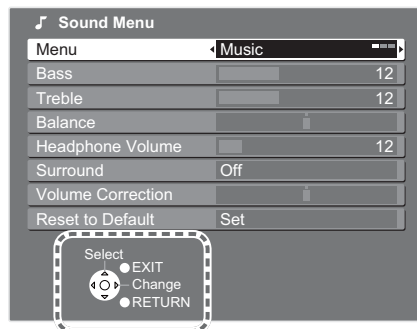 Sound Menu
Menu Music
Bass 12
Treble 12
Balance
Headphone Volume 12
Surround Off
Volume Correction
Reset to Default Set
Select
EXIT
Change
RETURN